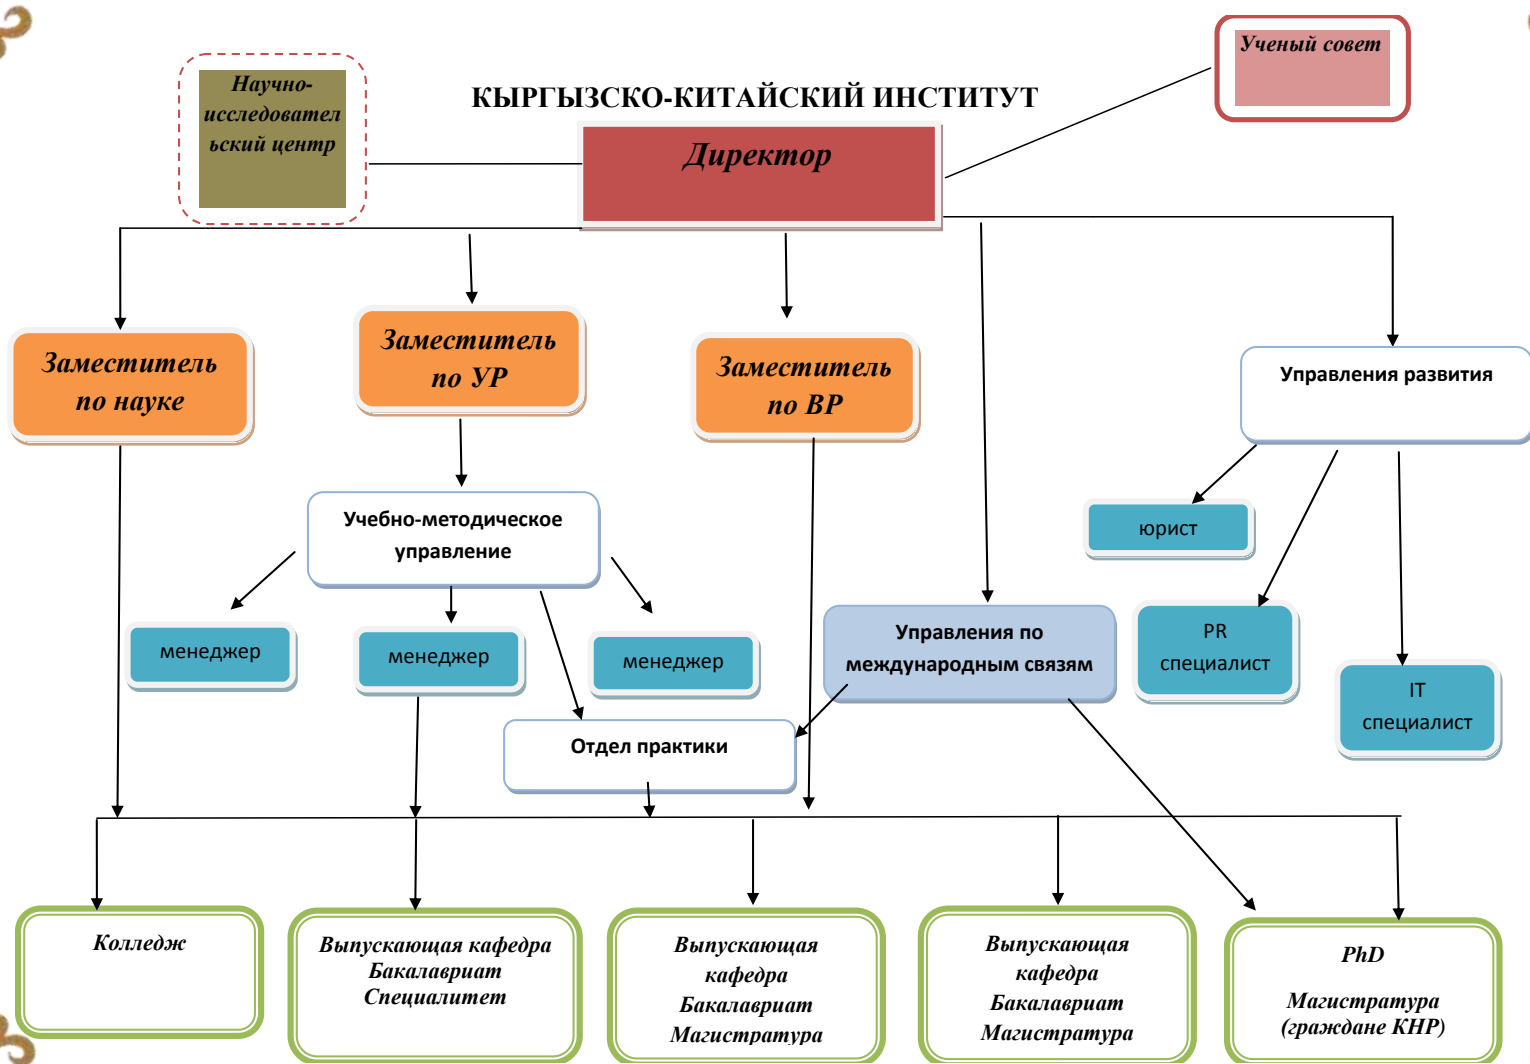 Научно-
исследовател
ьский центр
Ученый совет
КЫРГЫЗСКО-КИТАЙСКИЙ ИНСТИТУТ
Директор
Заместитель
по науке
Заместитель
по УР
Заместитель
по ВР
Управления развития
Учебно-методическое
управление
юрист
менеджер
менеджер
менеджер
Управления по
международным связям
PR
специалист
IT
специалист
Отдел практики
Колледж
Выпускающая кафедра
Бакалавриат
Специалитет
Выпускающая
кафедра
Бакалавриат
Магистратура
Выпускающая
кафедра
Бакалавриат
Магистратура
PhD
Магистратура
(граждане КНР)